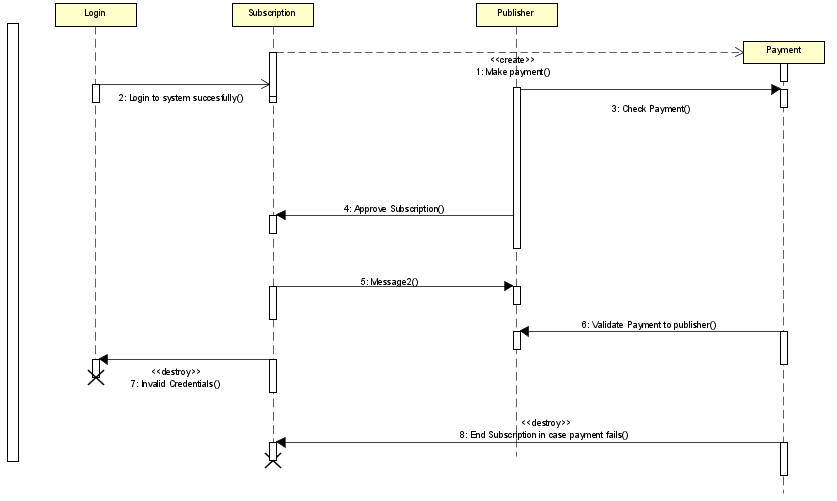 Login
Subscription
Publisher
Payment
<<create>>
1: Make payment()
2: Login to system succesfully()
3: Check Payment()
4: Approve Subscription()
5: Message2()
6: Validate Payment to publisher()
<<destroy>>
7: Invalid Credentials()
<<destroy>>
8: End Subscription in case payment fails()